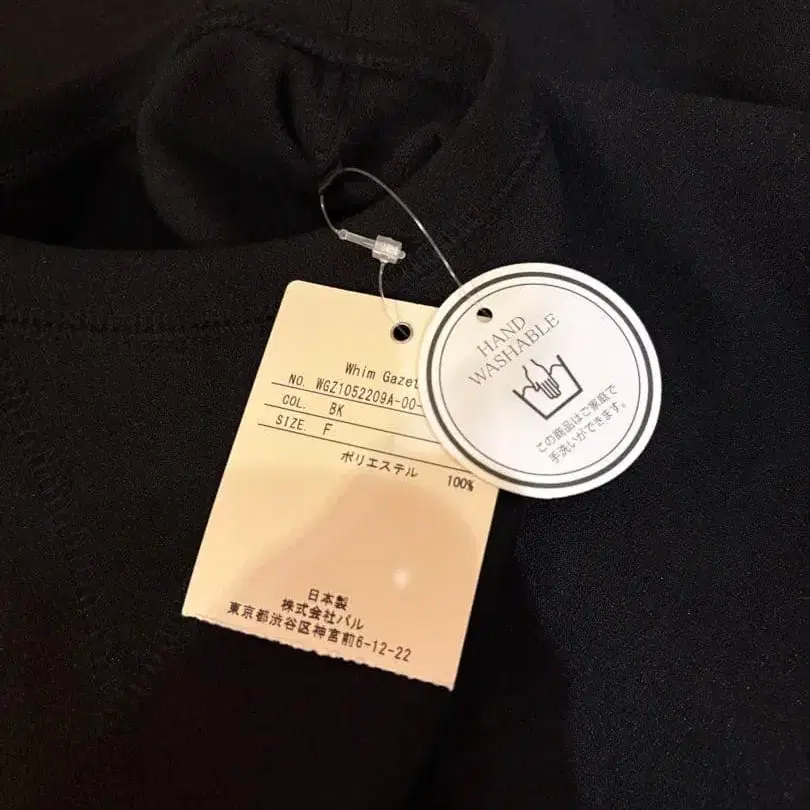 Whim Gazet
NO. WGZ1052209A-00-
COL. BK
SIZE. F
ポリエステル 100%
日本製
株式会社パル
東京都渋谷区神宮前6-12-22
HAND
WASHABLE
この商品はご家庭で
手洗いができます。